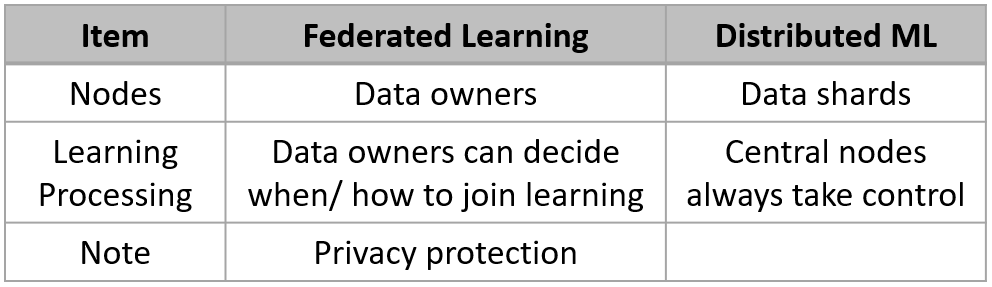 Item Federated Learning Distributed ML
Nodes Data owners Data shards
Learning Processing Data owners can decide when/ how to join learning Central nodes always take control
Note Privacy protection